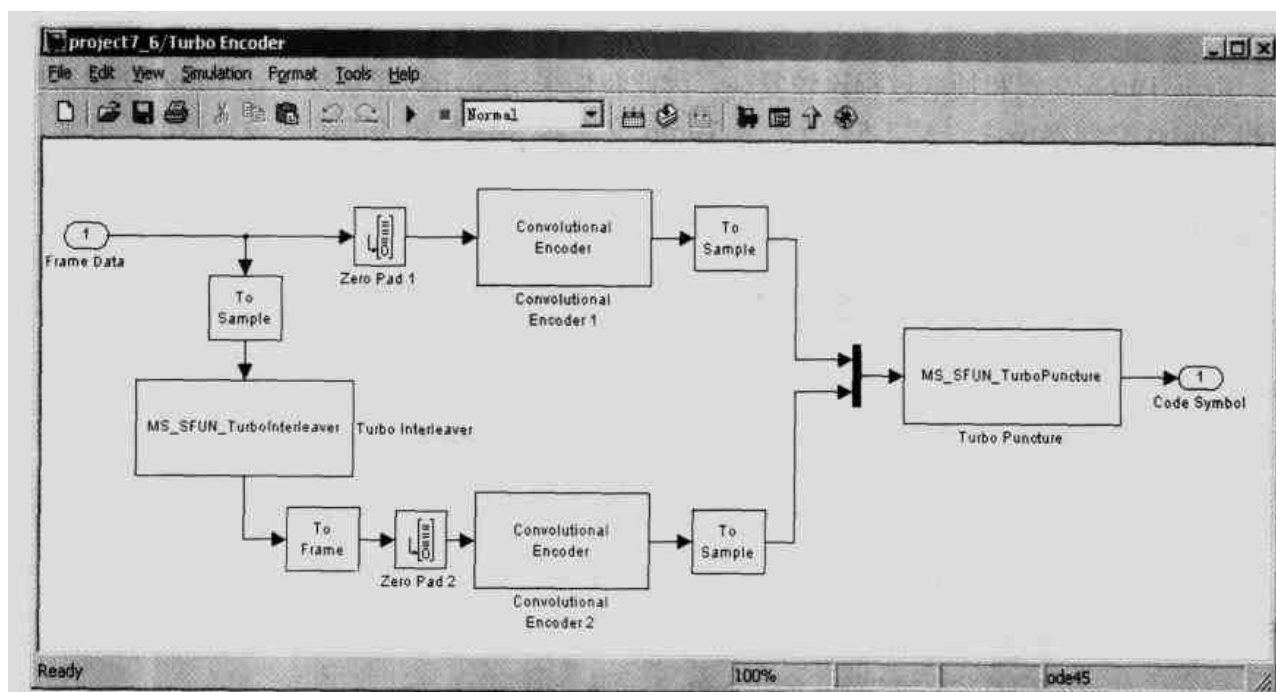 project7_6/Turbo Encoder
File Edit View Simulation Format Tools Help
Normal
1
Frame Data
Zero Pad 1
Convolutional
Encoder
Convolutional
Encoder 1
To
Sample
To
Sample
MS_SFUN_TurboInterleaver
Turbo Interleaver
MS_SFUN_TurboPuncture
Turbo Puncture
1
Code Symbol
To
Frame
Zero Pad 2
Convolutional
Encoder
Convolutional
Encoder 2
To
Sample
Ready
100%
ode45